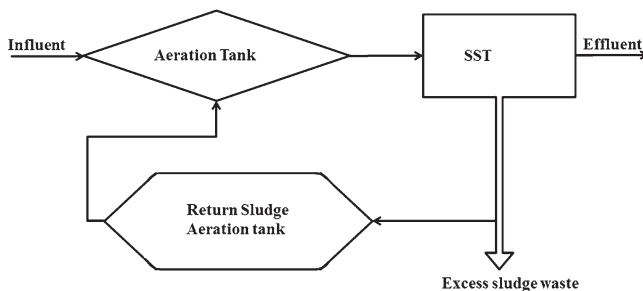 Influent
Aeration Tank
SST
Effluent
Return Sludge
Aeration tank
Excess sludge waste